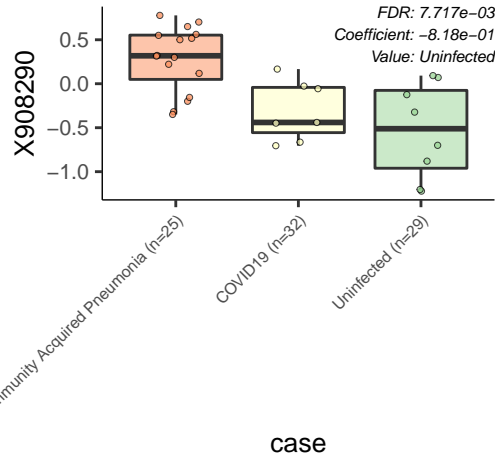 FDR: 7.717e−03
Coefficient: −8.18e−01
Value: Uninfected
X908290
0.5
0.0
−0.5
−1.0
Acquired Pneumonia (n=25)
COVID19 (n=32)
Uninfected (n=29)
case